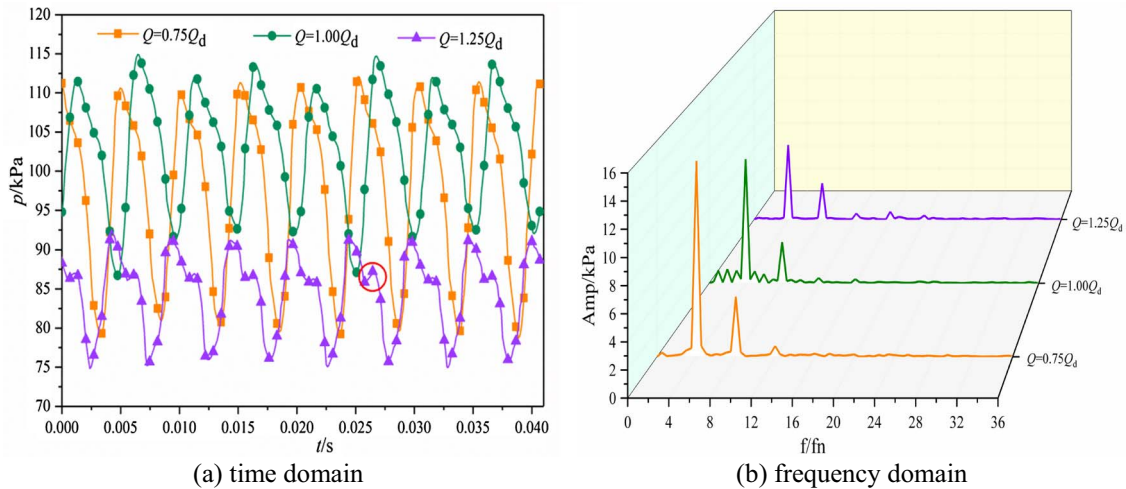 120
115
110
105
100
95
90
85
80
75
70
p/kPa
Q=0.75Qd
Q=1.00Qd
Q=1.25Qd
0.000 0.005 0.010 0.015 0.020 0.025 0.030 0.035 0.040
t/s
(a) time domain
16
14
12
10
8
6
4
2
0
Amp/kPa
Q=1.25Qd
Q=1.00Qd
Q=0.75Qd
0 4 8 12 16 20 24 28 32 36
f/fn
(b) frequency domain